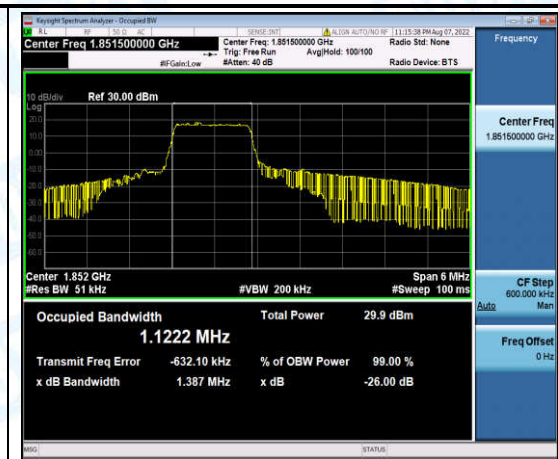 Keysight Spectrum Analyzer - Occupied BW
RL RF 50 Ω AC SENSE:INT ALIGN AUTO/NO RF 11:15:38 PM Aug 07, 2022
Center Freq 1.851500000 GHz Center Freq: 1.851500000 GHz Radio Std: None Frequency
Trig: Free Run Avg|Hold: 100/100
#IFGain:Low #Atten: 40 dB Radio Device: BTS
10 dB/div Ref 30.00 dBm
Log
20.0
10.0
0.00
-10.0
-20.0
-30.0
-40.0
-50.0
-60.0
Center Freq
1.851500000 GHz
Center 1.852 GHz Span 6 MHz
#Res BW 51 kHz #VBW 200 kHz #Sweep 100 ms
CF Step
600.000 kHz
Auto Man
Occupied Bandwidth Total Power 29.9 dBm
1.1222 MHz
Freq Offset
0 Hz
Transmit Freq Error -632.10 kHz % of OBW Power 99.00 %
x dB Bandwidth 1.387 MHz x dB -26.00 dB
MSG STATUS